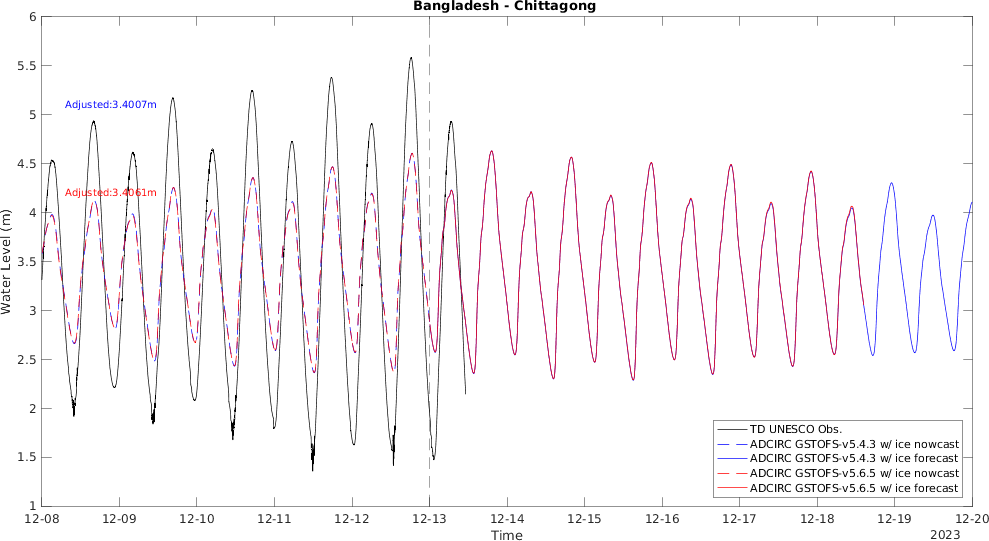 Bangladesh - Chittagong
Water Level (m)
6
5.5
5
4.5
4
3.5
3
2.5
2
1.5
1
Adjusted:3.4007m
Adjusted:3.4061m
TD UNESCO Obs.
ADCIRC GSTOFS-v5.4.3 w/ ice nowcast
ADCIRC GSTOFS-v5.4.3 w/ ice forecast
ADCIRC GSTOFS-v5.6.5 w/ ice nowcast
ADCIRC GSTOFS-v5.6.5 w/ ice forecast
12-08 12-09 12-10 12-11 12-12 12-13 12-14 12-15 12-16 12-17 12-18 12-19 12-20
Time
2023